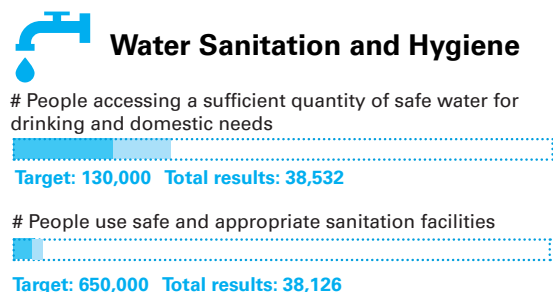 Water Sanitation and Hygiene
# People accessing a sufficient quantity of safe water for
drinking and domestic needs
Target: 130,000 Total results: 38,532
# People use safe and appropriate sanitation facilities
Target: 650,000 Total results: 38,126